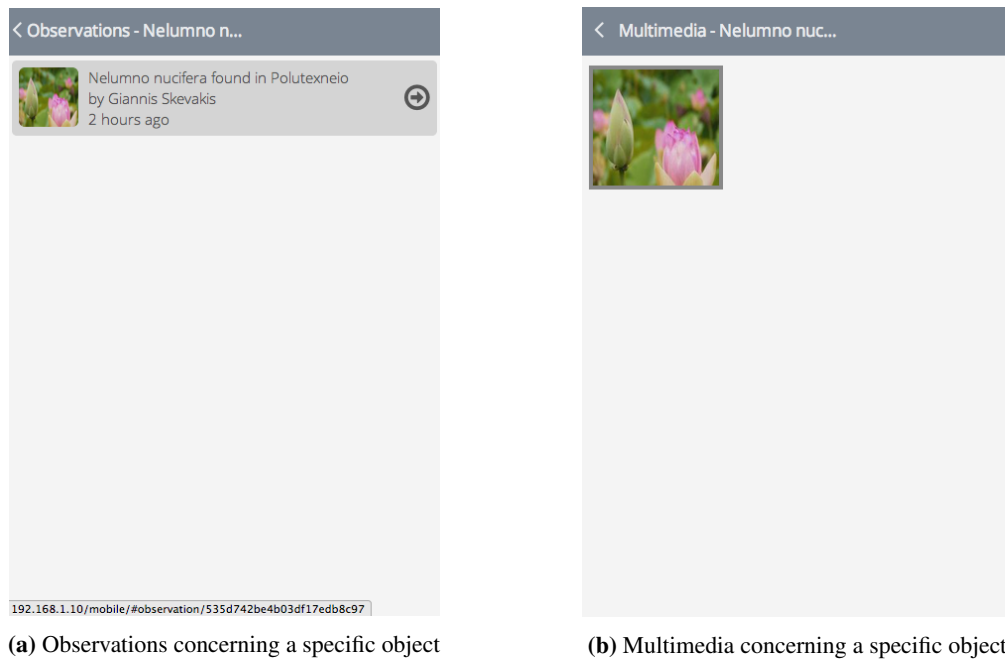 Observations - Nelumno n...
Nelumno nucifera found in Polutexneio
by Giannis Skevakis
2 hours ago
192.168.1.10/mobile/#observation/535d742be4b03df17edb8c97
(a) Observations concerning a specific object
Multimedia - Nelumno nuc...
(b) Multimedia concerning a specific object